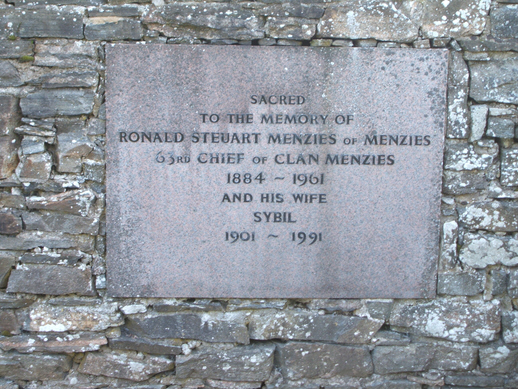 SACRED
TO THE MEMORY OF
RONALD STEUART MENZIES OF MENZIES
63RD CHIEF OF CLAN MENZIES
1884 ~ 1961
AND HIS WIFE
SYBIL
1901 ~ 1991